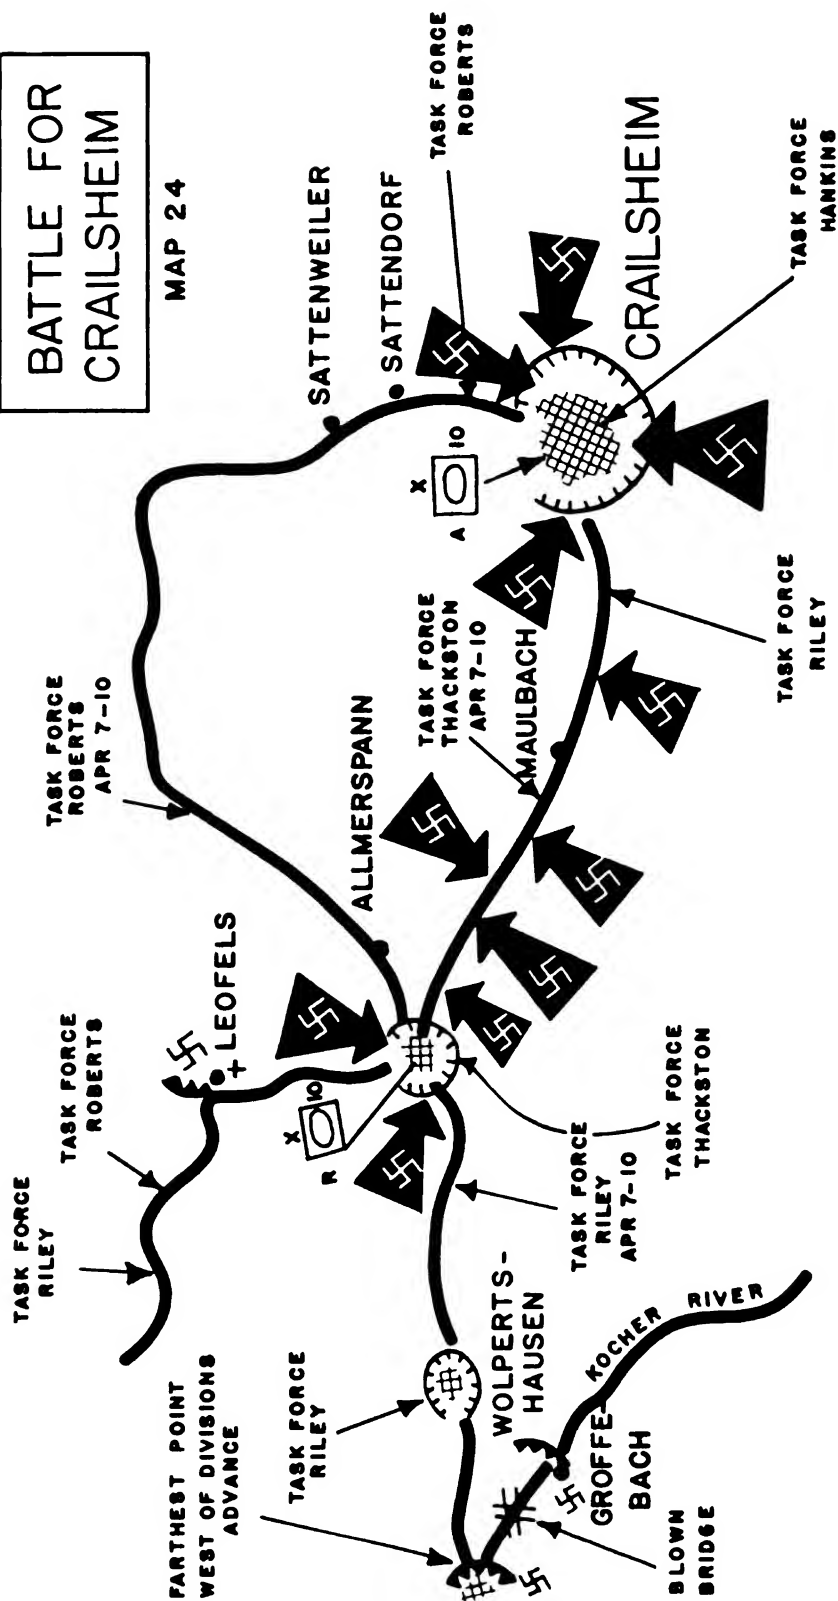 BATTLE FOR
CRAILSHEIM
MAP 24
TASK FORCE
RILEY
TASK FORCE
ROBERTS
TASK FORCE
ROBERTS
APR 7-10
SATTENWEILER
SATTENDORF
TASK FORCE
ROBERTS
+ LEOFELS
ALLMERSPANN
TASK FORCE
THACKSTON
APR 7-10
MAULBACH
X
A
10
CRAILSHEIM
X
R
10
FARTHEST POINT
WEST OF DIVISIONS
ADVANCE
TASK FORCE
RILEY
WOLPERTS-
HAUSEN
TASK FORCE
RILEY
APR 7-10
TASK FORCE
THACKSTON
TASK FORCE
RILEY
TASK FORCE
HANKINS
KOCHER RIVER
GROFFE-
BACH
BLOWN
BRIDGE